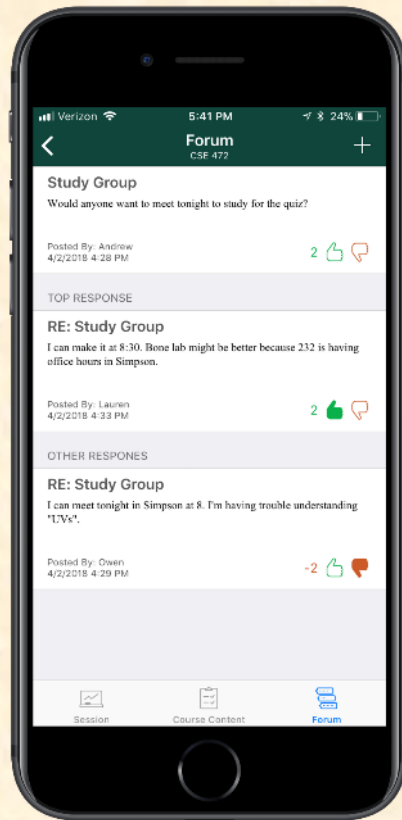 Verizon 5:41 PM 24%
Forum
CSE 472
Study Group
Would anyone want to meet tonight to study for the quiz?
Posted By: Andrew
4/2/2018 4:28 PM
2
TOP RESPONSE
RE: Study Group
I can make it at 8:30. Bone lab might be better because 232 is having
office hours in Simpson.
Posted By: Lauren
4/2/2018 4:33 PM
2
OTHER RESPONES
RE: Study Group
I can meet tonight in Simpson at 8. I'm having trouble understanding
"UVs".
Posted By: Owen
4/2/2018 4:29 PM
-2
Session Course Content Forum